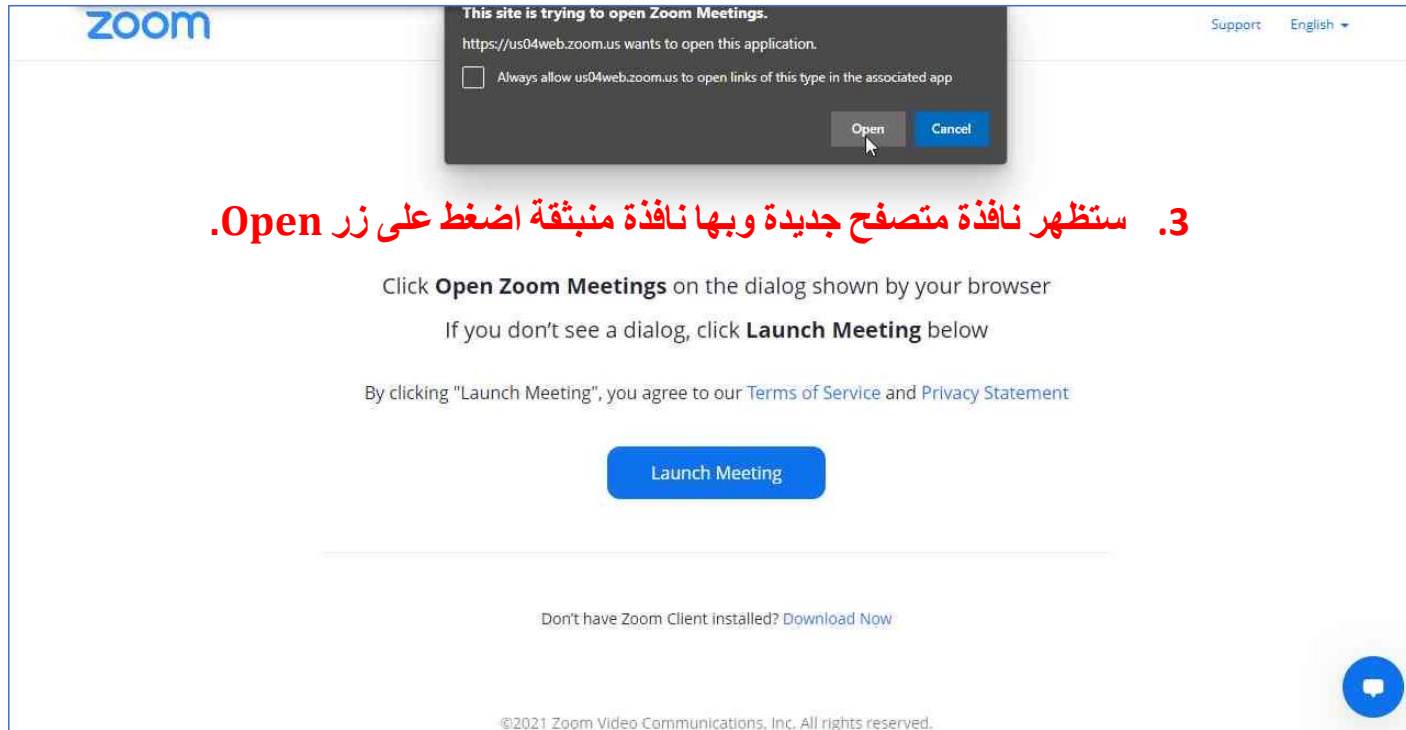 zoom
Support English
This site is trying to open Zoom Meetings.
https://us04web.zoom.us wants to open this application.
Always allow us04web.zoom.us to open links of this type in the associated app
Open Cancel
3. ستظهر نافذة متصفح جديدة وبها نافذة منبثقة اضغط على زر Open.
Click Open Zoom Meetings on the dialog shown by your browser
If you don’t see a dialog, click Launch Meeting below
By clicking "Launch Meeting", you agree to our Terms of Service and Privacy Statement
Launch Meeting
Don’t have Zoom Client installed? Download Now
©2021 Zoom Video Communications, Inc. All rights reserved.